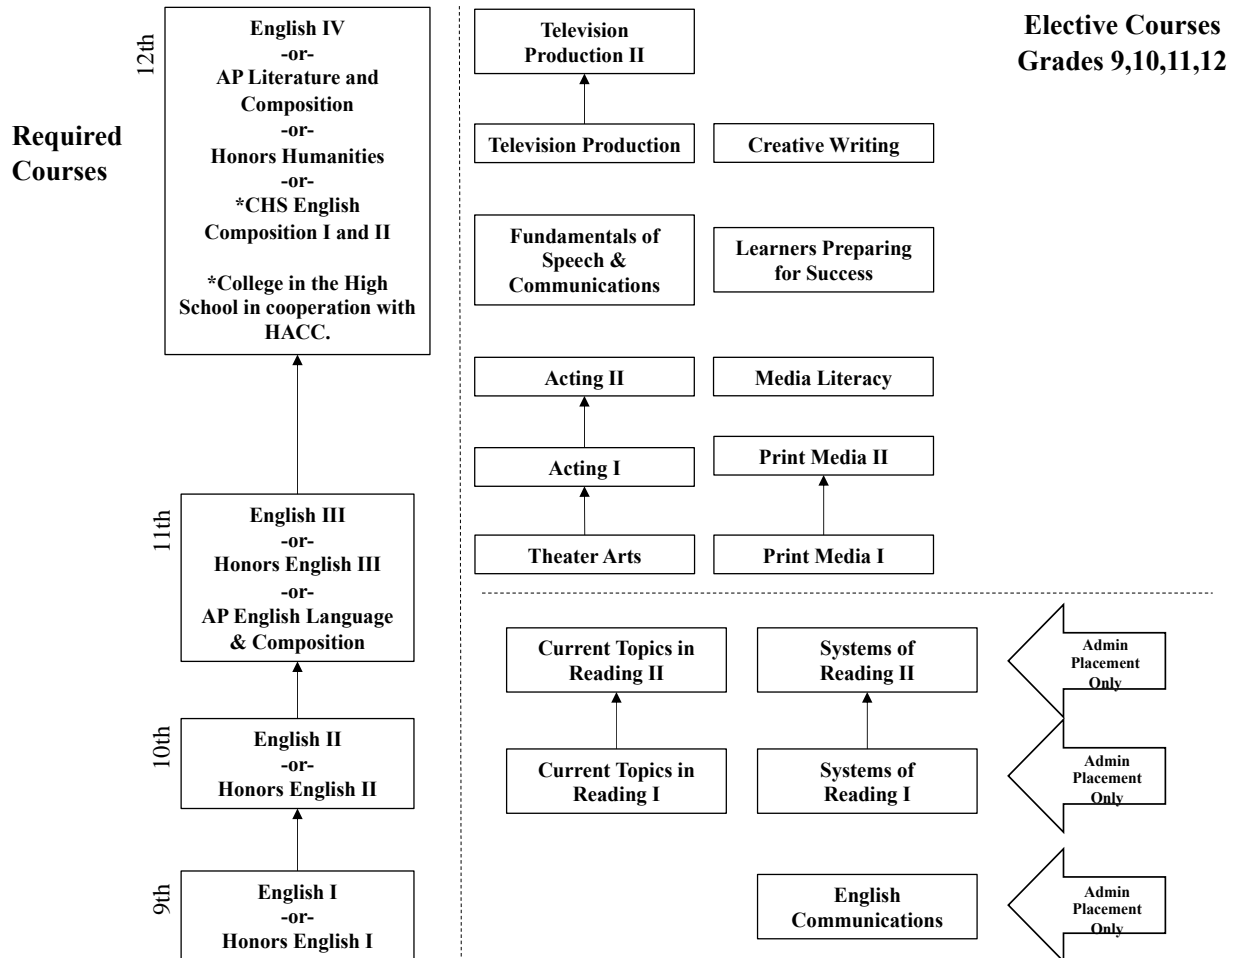 Required
Courses
12th
English IV
-or-
AP Literature and
Composition
-or-
Honors Humanities
-or-
*CHS English
Composition I and II
*College in the High
School in cooperation with
HACC.
11th
English III
-or-
Honors English III
-or-
AP English Language
& Composition
10th
English II
-or-
Honors English II
9th
English I
-or-
Honors English I
Elective Courses
Grades 9,10,11,12
Television
Production II
Television Production
Creative Writing
Fundamentals of
Speech &
Communications
Learners Preparing
for Success
Acting II
Media Literacy
Acting I
Print Media II
Theater Arts
Print Media I
Current Topics in
Reading II
Systems of
Reading II
Admin
Placement
Only
Current Topics in
Reading I
Systems of
Reading I
Admin
Placement
Only
English
Communications
Admin
Placement
Only